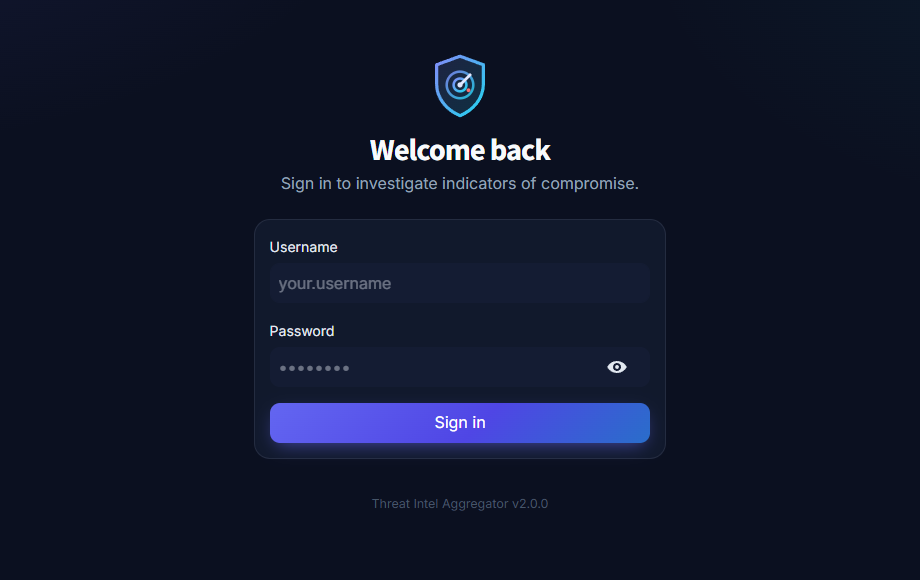 Welcome back
Sign in to investigate indicators of compromise.
Username
your.username
Password
••••••••
Sign in
Threat Intel Aggregator v2.0.0